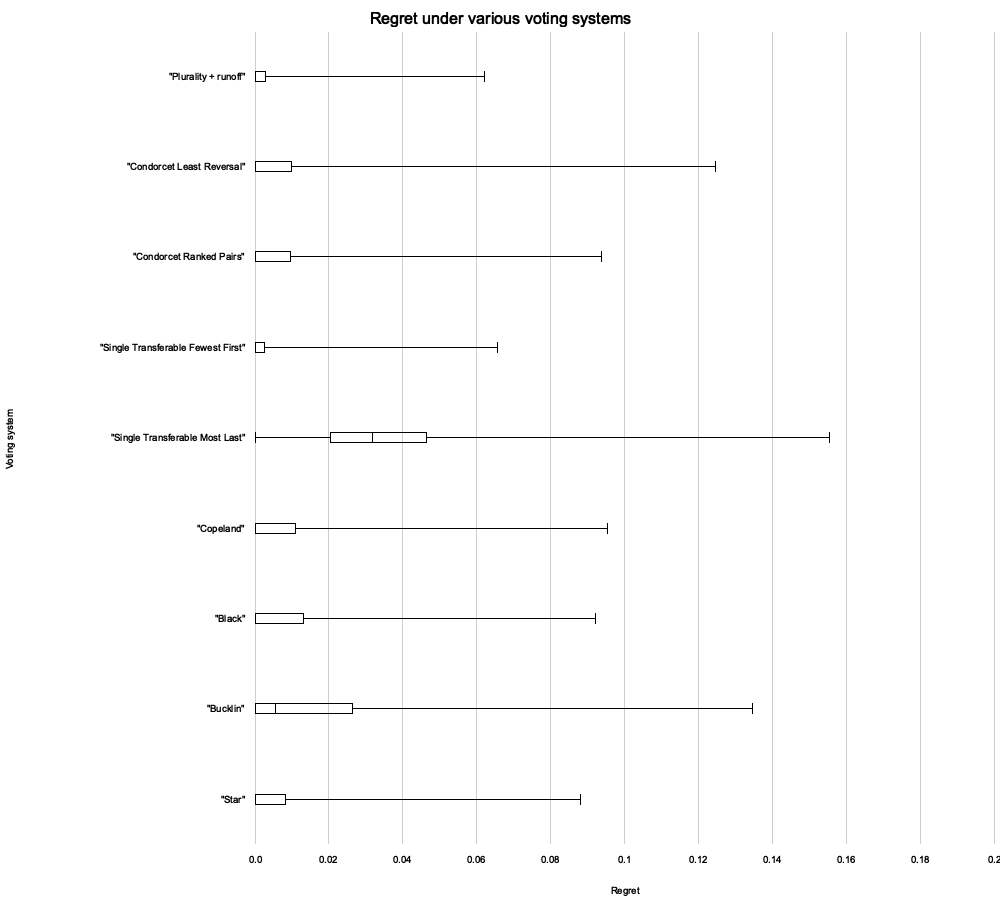 Regret under various voting systems
"Plurality + runoff"
"Condorcet Least Reversal"
"Condorcet Ranked Pairs"
"Single Transferable Fewest First"
"Single Transferable Most Last"
"Copeland"
"Black"
"Bucklin"
"Star"
Voting system
0.0 0.02 0.04 0.06 0.08 0.1 0.12 0.14 0.16 0.18 0.2
Regret